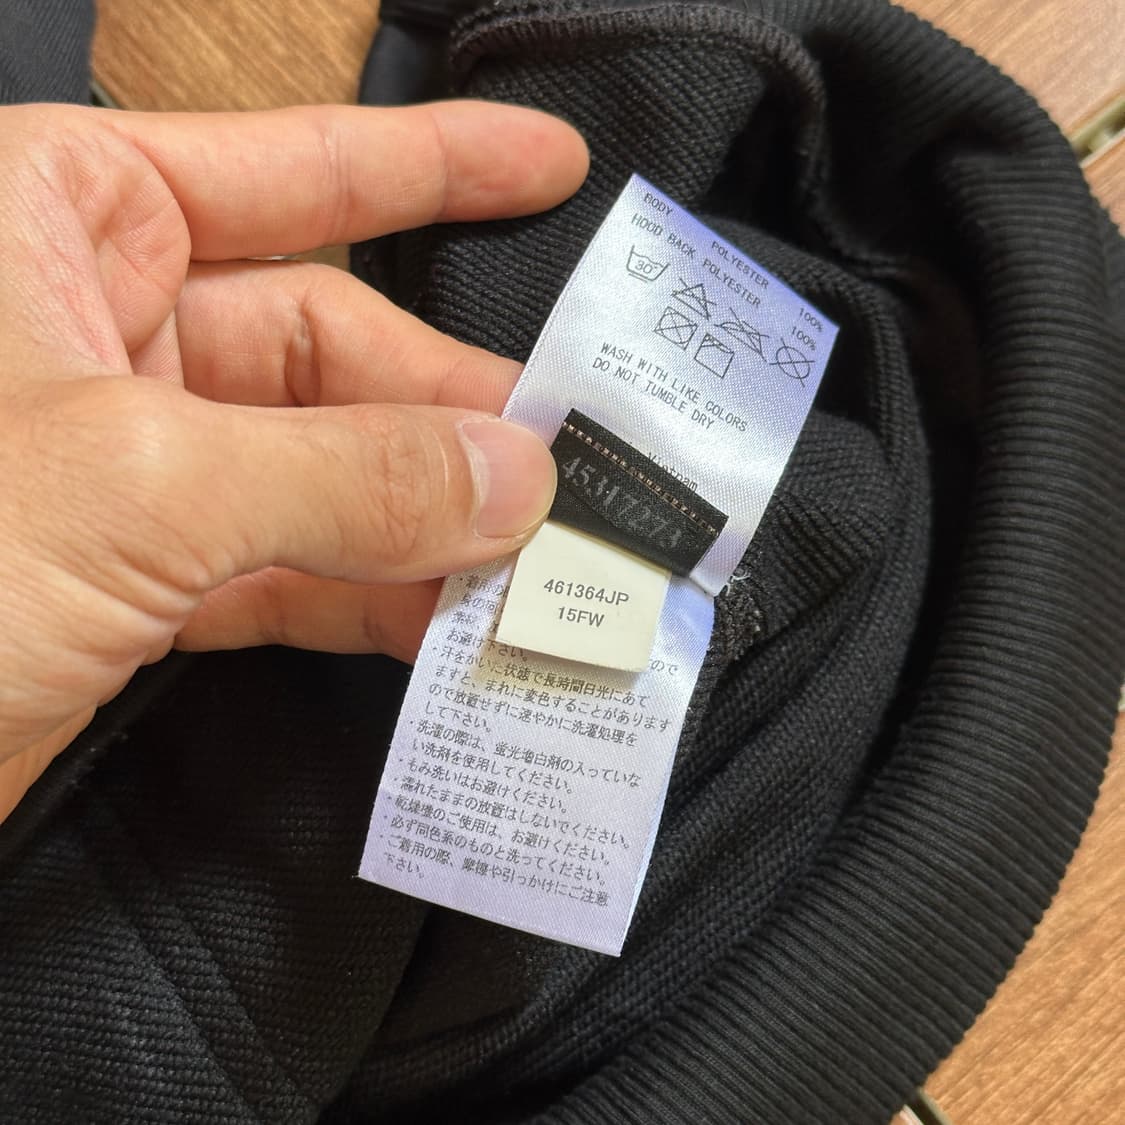 BODY POLYESTER 100%
HOOD BACK POLYESTER 100%
30°
WASH WITH LIKE COLORS
DO NOT TUMBLE DRY
Vietnam
461364JP
15FW
お避け下さい。
・汗をかいた状態で長時間日光にあて
ますと、まれに変色することがあります
ので放置せずに速やかに洗濯処理を
して下さい。
・洗濯の際は、蛍光増白剤の入っていな
い洗剤を使用してください。
・もみ洗いはお避けください。
・濡れたままの放置はしないでください。
・乾燥機のご使用は、お避けください。
・必ず同色系のものと洗ってください。
・ご着用の際、摩擦や引っかけにご注意
下さい。